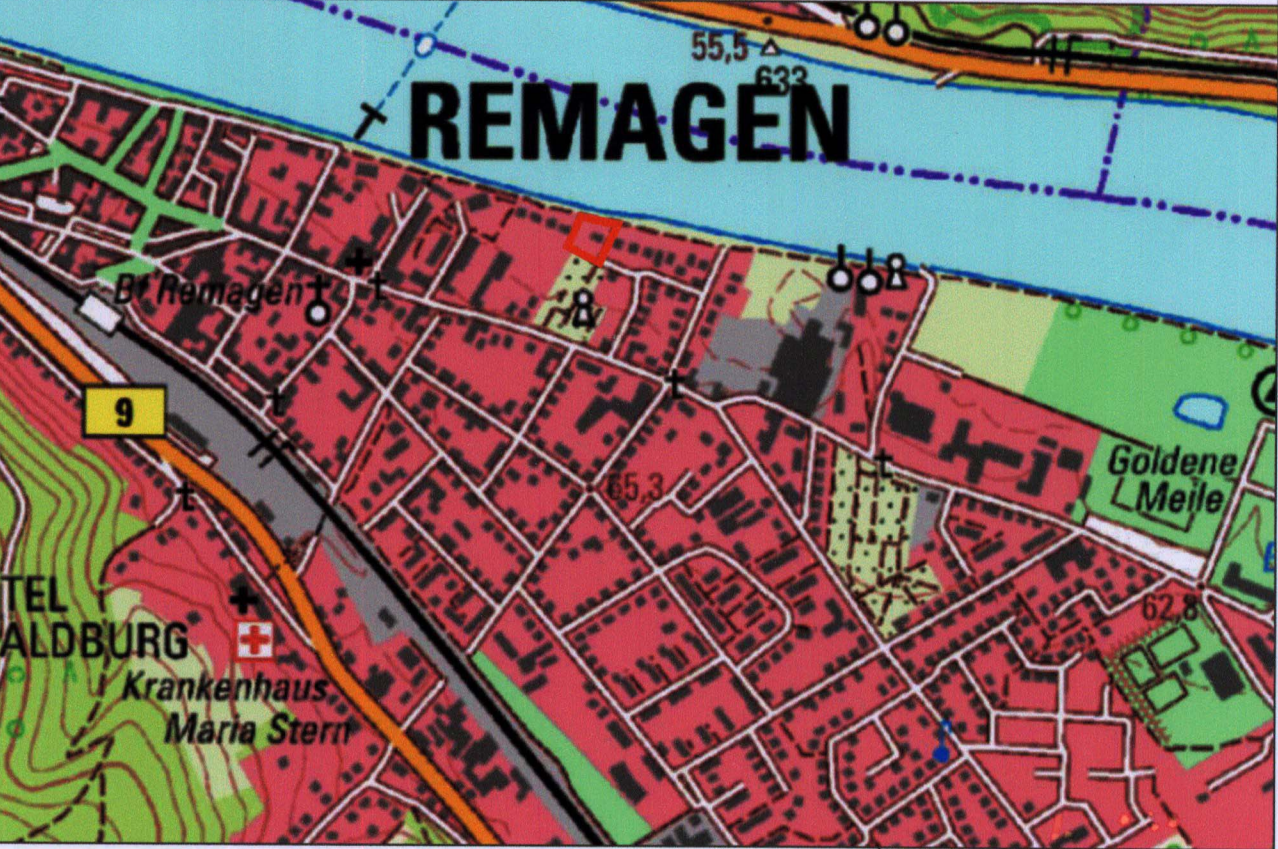 55,5
633
REMAGEN
Bf Remagen
9
65,3
Goldene
Meile
62,8
TEL
ALDBURG
Krankenhaus
Maria Stern